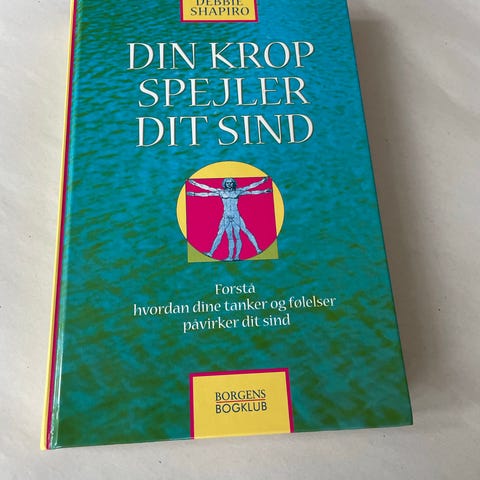 DEBBIE
SHAPIRO
DIN KROP
SPEJLER
DIT SIND
Forstå
hvordan dine tanker og følelser
påvirker dit sind
BORGENS
BOGKLUB